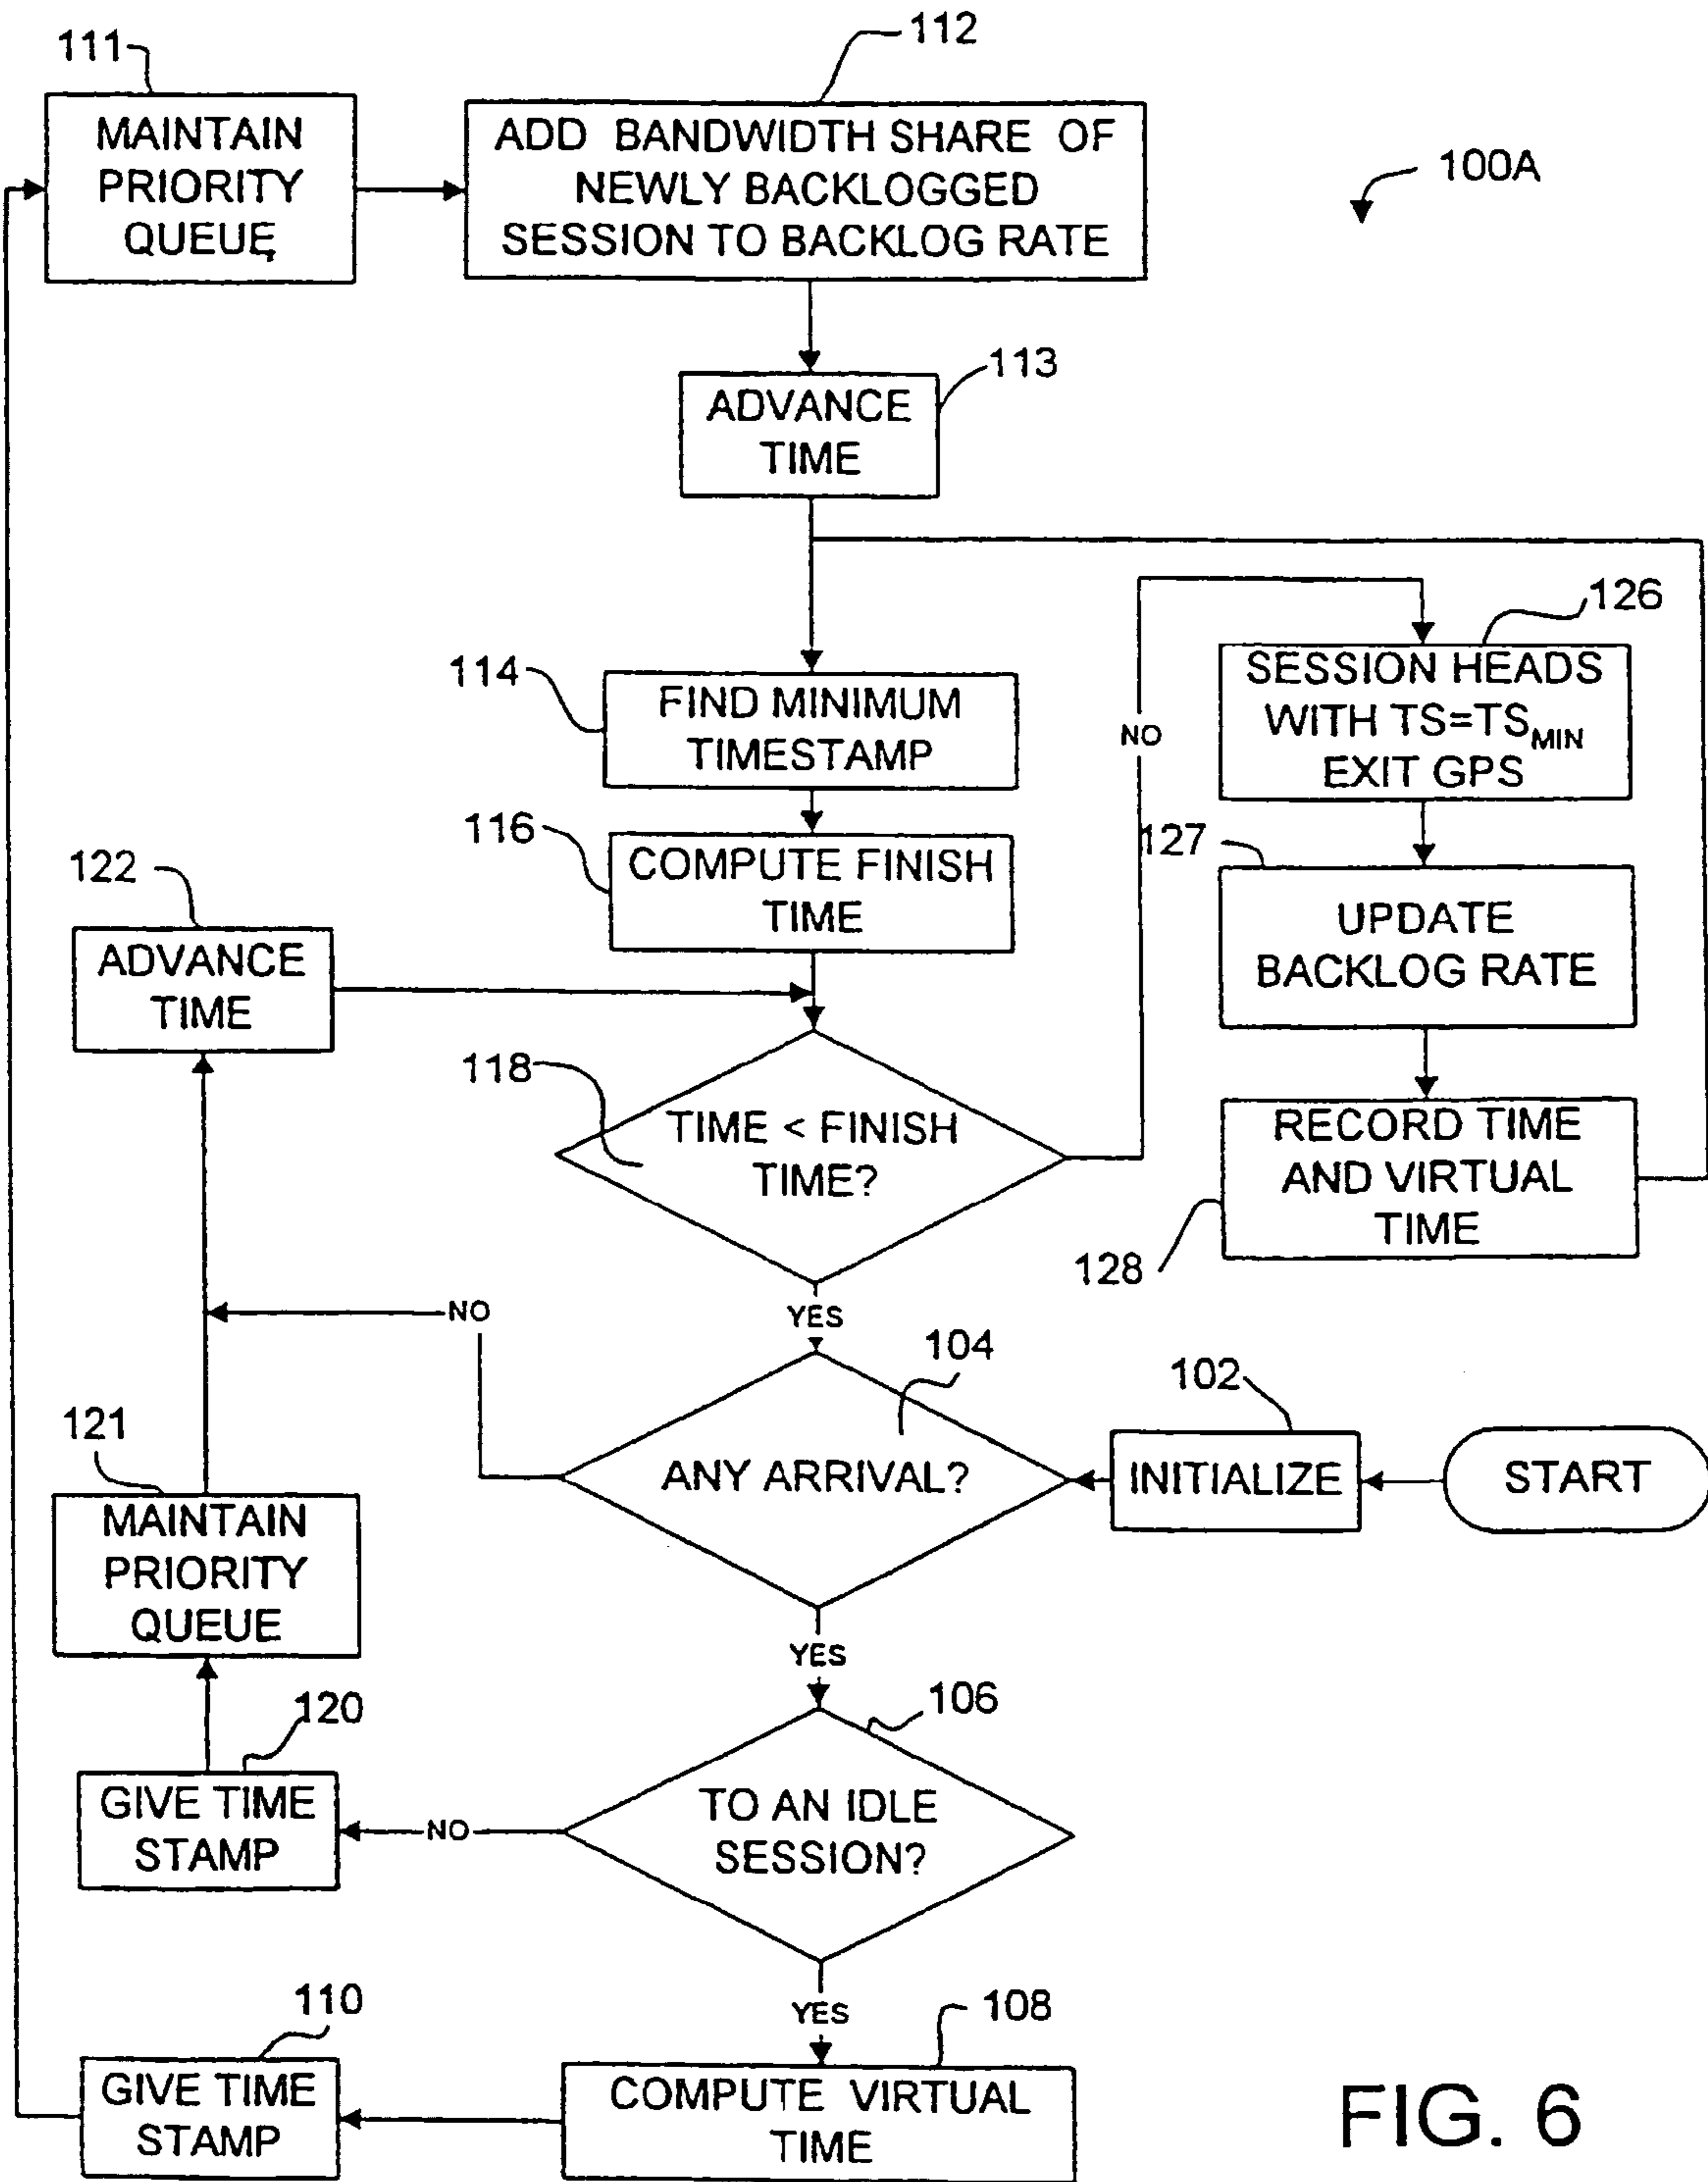 111
112
MAINTAIN
PRIORITY
QUEUE
ADD BANDWIDTH SHARE OF
NEWLY BACKLOGGED
SESSION TO BACKLOG RATE
100A
113
ADVANCE
TIME
114
FIND MINIMUM
TIMESTAMP
NO
126
SESSION HEADS
WITH TS=TSMIN
EXIT GPS
116
COMPUTE FINISH
TIME
127
UPDATE
BACKLOG RATE
122
ADVANCE
TIME
118
TIME < FINISH
TIME?
RECORD TIME
AND VIRTUAL
TIME
128
NO
YES
104
ANY ARRIVAL?
102
INITIALIZE
START
121
MAINTAIN
PRIORITY
QUEUE
YES
106
120
GIVE TIME
STAMP
NO
TO AN IDLE
SESSION?
110
YES
108
GIVE TIME
STAMP
COMPUTE VIRTUAL
TIME
FIG. 6